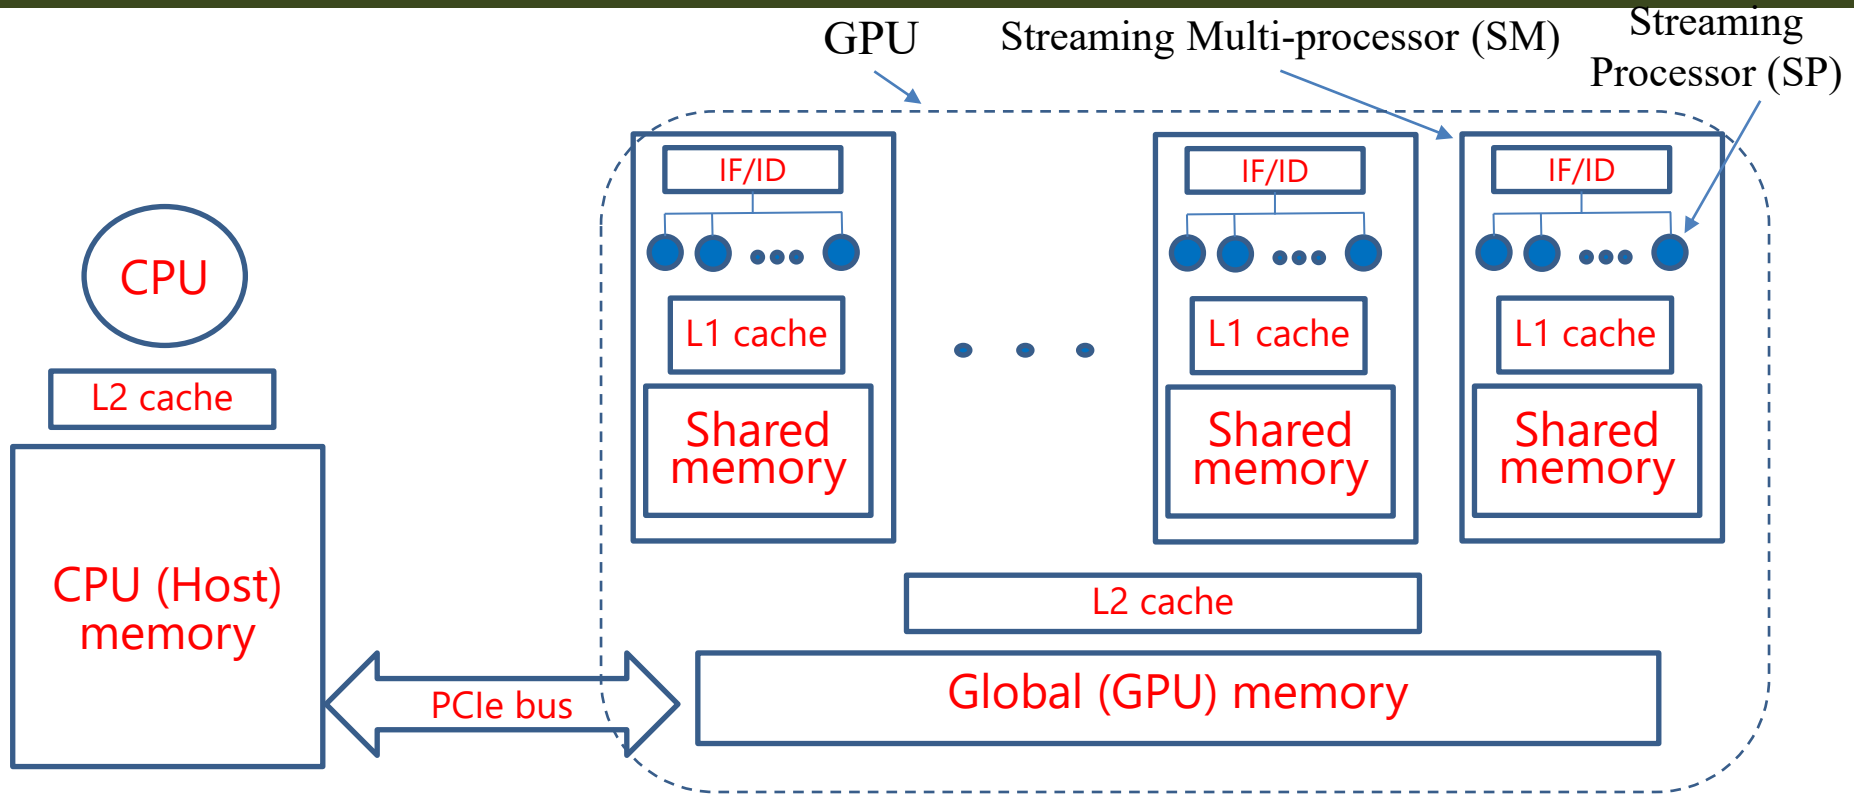 GPU
Streaming Multi-processor (SM)
Streaming
Processor (SP)
IF/ID
IF/ID
IF/ID
CPU
L1 cache
L1 cache
L1 cache
L2 cache
Shared
memory
Shared
memory
Shared
memory
CPU (Host)
memory
L2 cache
PCIe bus
Global (GPU) memory